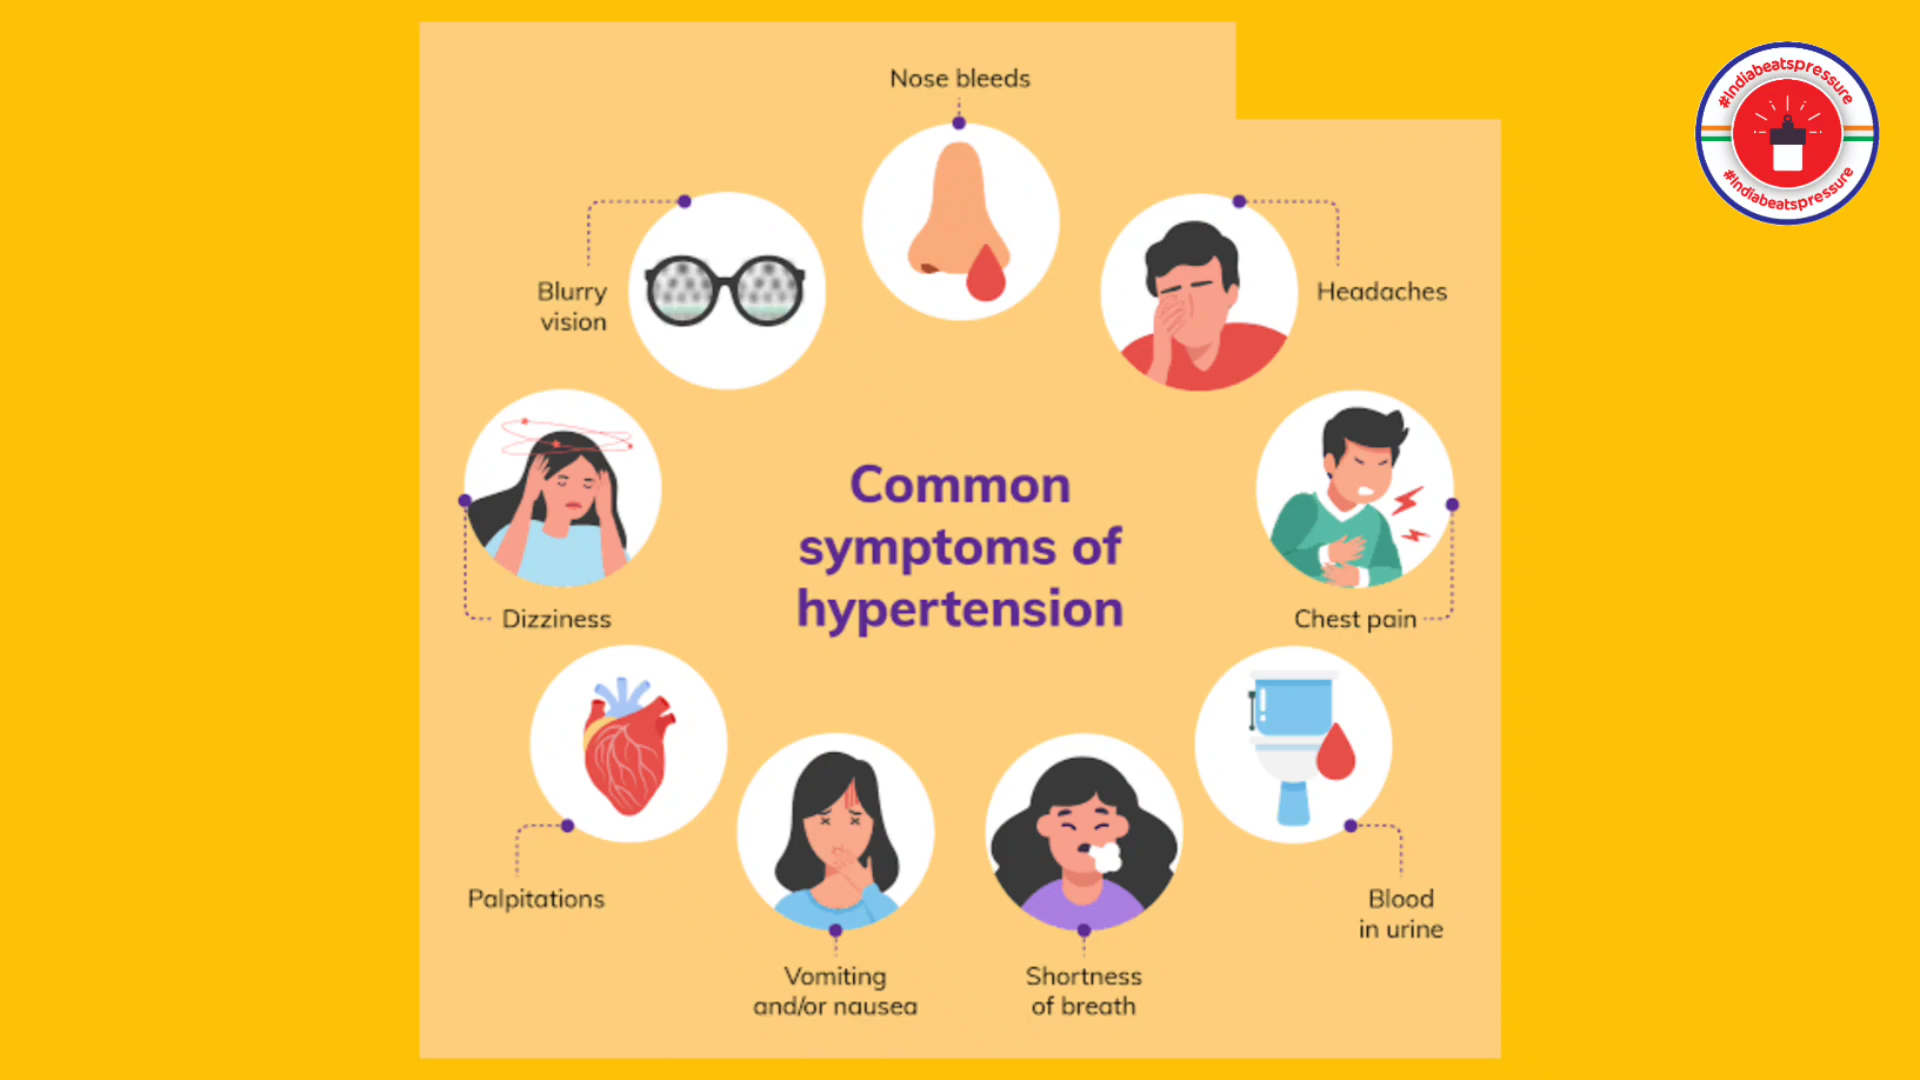 Nose bleeds
#Indiabeatspressure
#Indiabeatspressure
Blurry
vision
Headaches
Common
symptoms of
hypertension
Dizziness
Chest pain
Palpitations
Blood
in urine
Vomiting
and/or nausea
Shortness
of breath